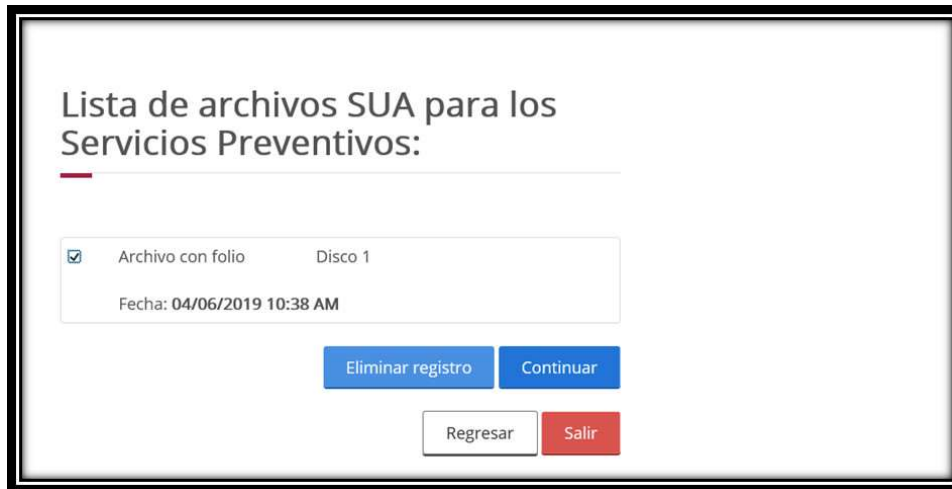 Lista de archivos SUA para los
Servicios Preventivos:
Archivo con folio Disco 1
Fecha: 04/06/2019 10:38 AM
Eliminar registro Continuar
Regresar Salir